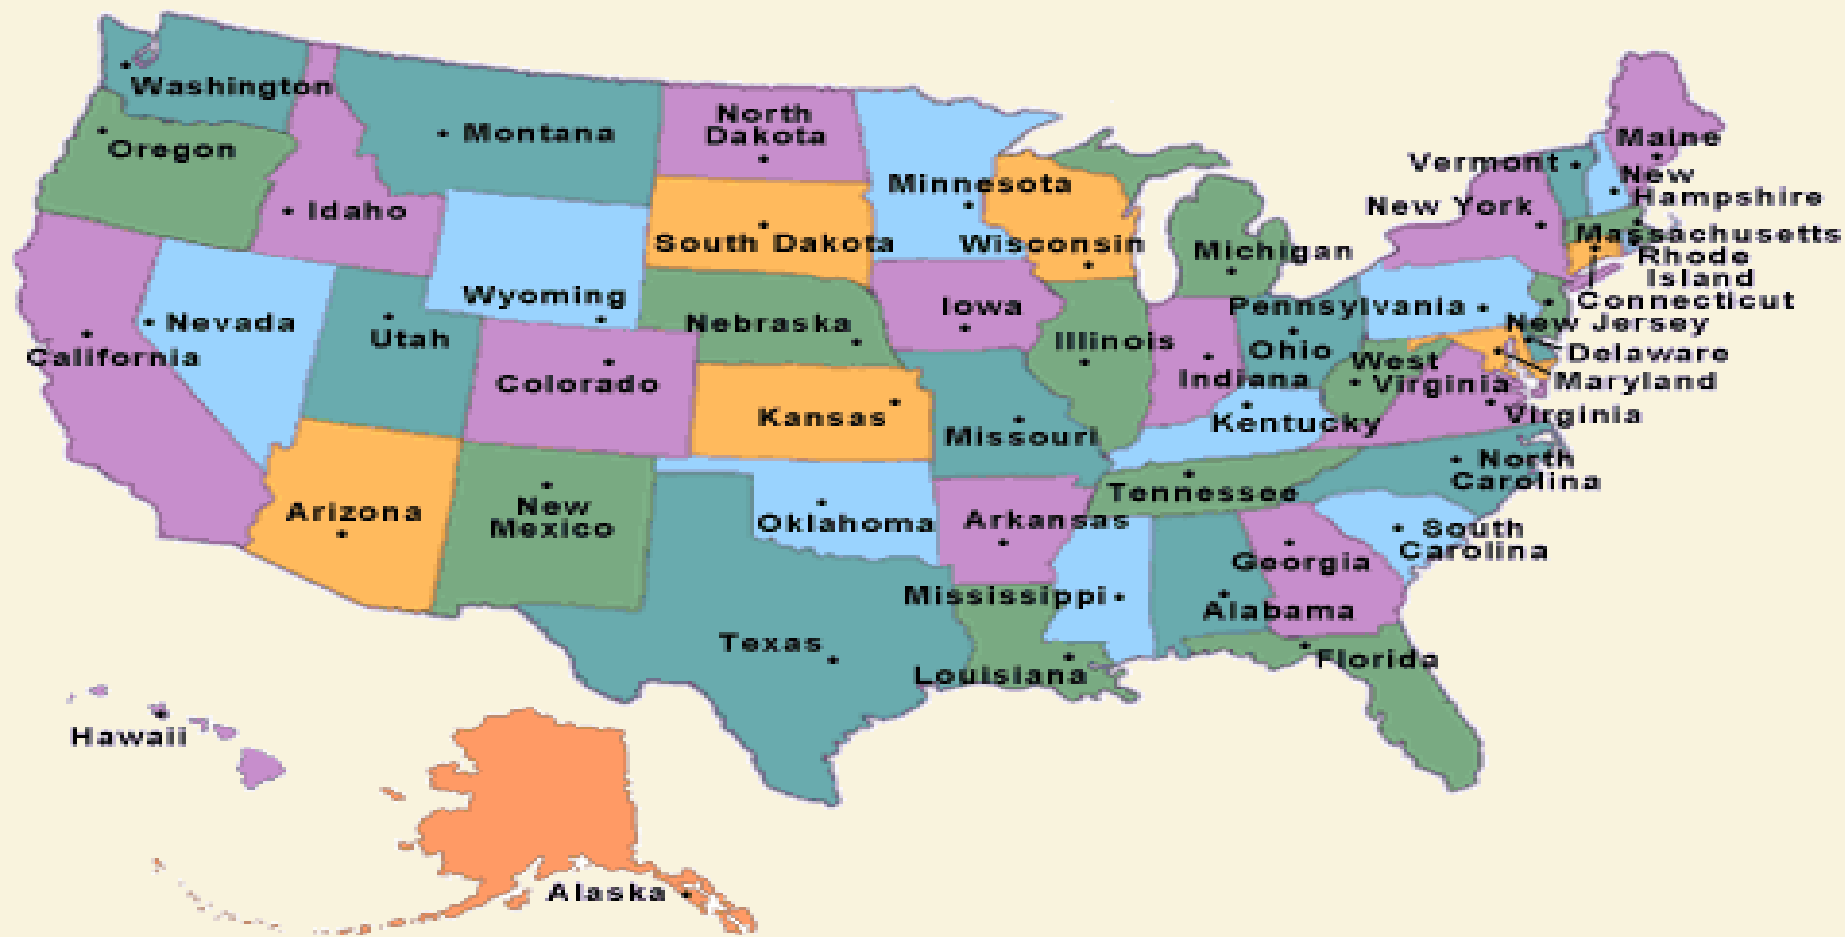 Washington
Oregon
Montana
Idaho
North
Dakota
Minnesota
South Dakota
Wisconsin
Michigan
Vermont
Maine
New
Hampshire
New York
Massachusetts
Rhode
Island
Connecticut
Wyoming
Nevada
California
Utah
Colorado
Nebraska
Iowa
Illinois
Indiana
Ohio
Pennsylvania
New Jersey
Delaware
Maryland
West
Virginia
Virginia
Kansas
Missouri
Kentucky
Tennessee
North
Carolina
South
Carolina
Arizona
New
Mexico
Oklahoma
Arkansas
Georgia
Alabama
Mississippi
Texas
Louisiana
Florida
Hawaii
Alaska